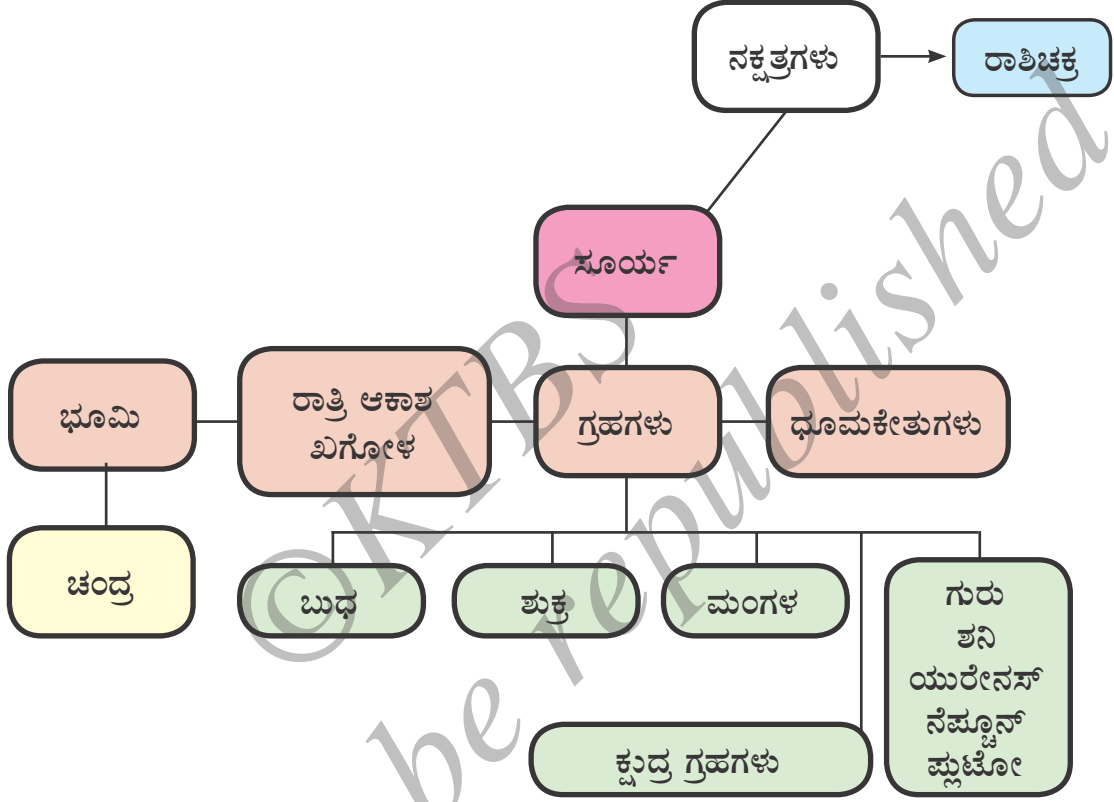 ನಕ್ಷತ್ರಗಳು
ರಾಶಿಚಕ್ರ
ಸೂರ್ಯ
ಭೂಮಿ
ರಾತ್ರಿ ಆಕಾಶ
ಖಗೋಳ
ಗ್ರಹಗಳು
ಧೂಮಕೇತುಗಳು
ಚಂದ್ರ
ಬುಧ
ಶುಕ್ರ
ಮಂಗಳ
ಗುರು
ಶನಿ
ಯುರೇನಸ್
ನೆಪ್ಚೂನ್
ಪ್ಲುಟೋ
ಕ್ಷುದ್ರ ಗ್ರಹಗಳು
©KTBS
be republished